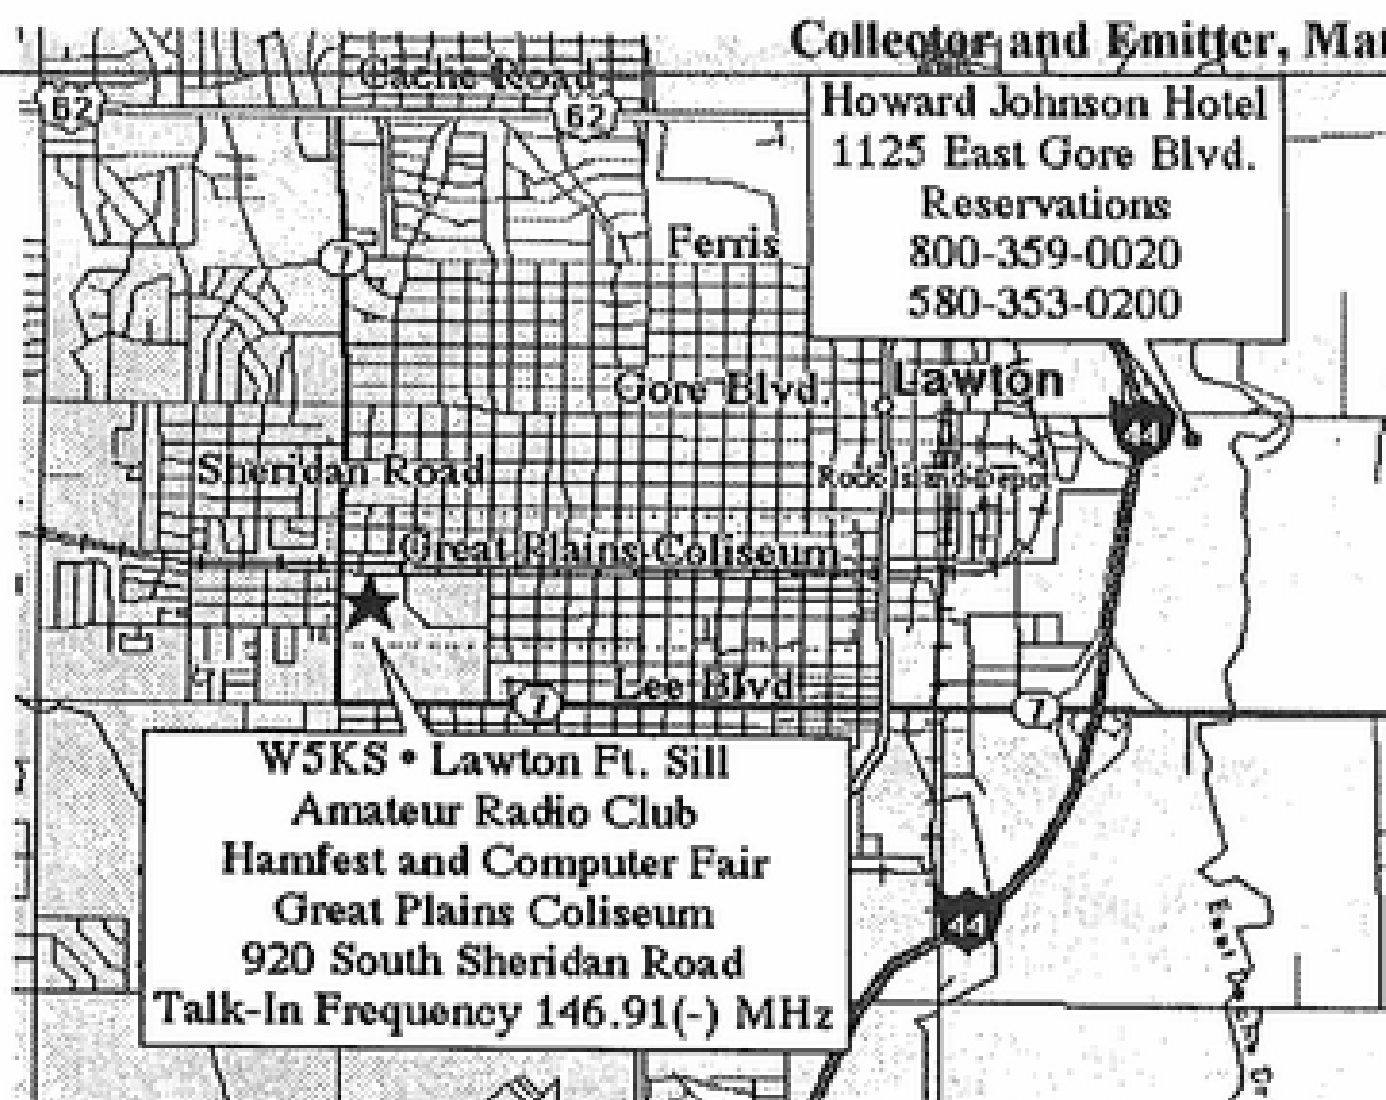 Collector and Emitter, Mar
Cache Road
62
62
Howard Johnson Hotel
1125 East Gore Blvd.
Reservations
800-359-0020
580-353-0200
7
Ferris
Gore Blvd.
Lawton
44
Sheridan Road
Rock Island Depot
Great Plains Coliseum
Lee Blvd
7
7
W5KS • Lawton Ft. Sill
Amateur Radio Club
Hamfest and Computer Fair
Great Plains Coliseum
920 South Sheridan Road
Talk-In Frequency 146.91(-) MHz
44
East